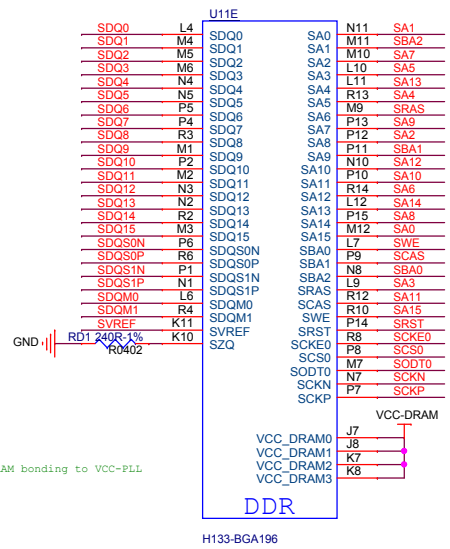 U11E
SDQ0 L4 SDQ0 SA0 N11 SA1
SDQ1 M4 SDQ1 SA1 M11 SBA2
SDQ2 M5 SDQ2 SA2 M10 SA7
SDQ3 M6 SDQ3 SA3 L10 SA5
SDQ4 N4 SDQ4 SA4 L11 SA13
SDQ5 N5 SDQ5 SA5 R13 SA4
SDQ6 P5 SDQ6 SA6 M9 SRAS
SDQ7 P4 SDQ7 SA7 P13 SA9
SDQ8 R3 SDQ8 SA8 P12 SA2
SDQ9 M1 SDQ9 SA9 P11 SBA1
SDQ10 P2 SDQ10 SA10 N10 SA12
SDQ11 M2 SDQ11 SA11 P10 SA10
SDQ12 N3 SDQ12 SA12 R14 SA6
SDQ13 N2 SDQ13 SA13 L12 SA14
SDQ14 R2 SDQ14 SA14 P15 SA8
SDQ15 M3 SDQ15 SA15 M12 SA0
SDQS0N P6 SDQS0N SBA0 L7 SWE
SDQS0P R6 SDQS0P SBA1 P9 SCAS
SDQS1N P1 SDQS1N SBA2 N8 SBA0
SDQS1P N1 SDQS1P SRAS L9 SA3
SDQM0 L6 SDQM0 SCAS R12 SA11
SDQM1 R4 SDQM1 SWE R10 SA15
SVREF K11 SVREF SRST P14 SRST
GND RD1 240R-1% K10 SZQ SCKE0 R8 SCKE0
R0402 SCS0 P8 SCS0
SODT0 M7 SODT0
SCKN N7 SCKN
SCKP P7 SCKP
VCC-DRAM
VCC_DRAM0 J7
VCC_DRAM1 J8
VCC_DRAM2 K7
VCC_DRAM3 K8
AM bonding to VCC-PLL
DDR
H133-BGA196